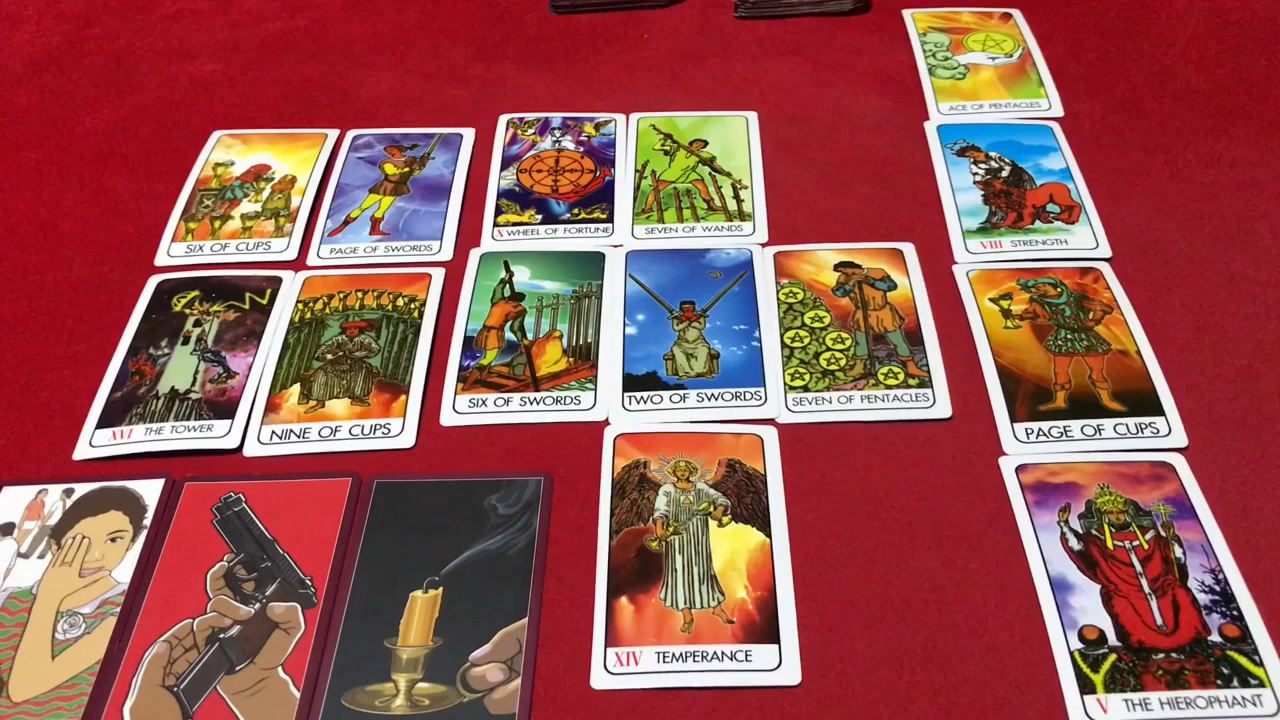 ACE OF PENTACLES
SIX OF CUPS
PAGE OF SWORDS
X WHEEL OF FORTUNE
SEVEN OF WANDS
VIII STRENGTH
XVI THE TOWER
NINE OF CUPS
SIX OF SWORDS
TWO OF SWORDS
SEVEN OF PENTACLES
PAGE OF CUPS
XIV TEMPERANCE
V THE HIEROPHANT